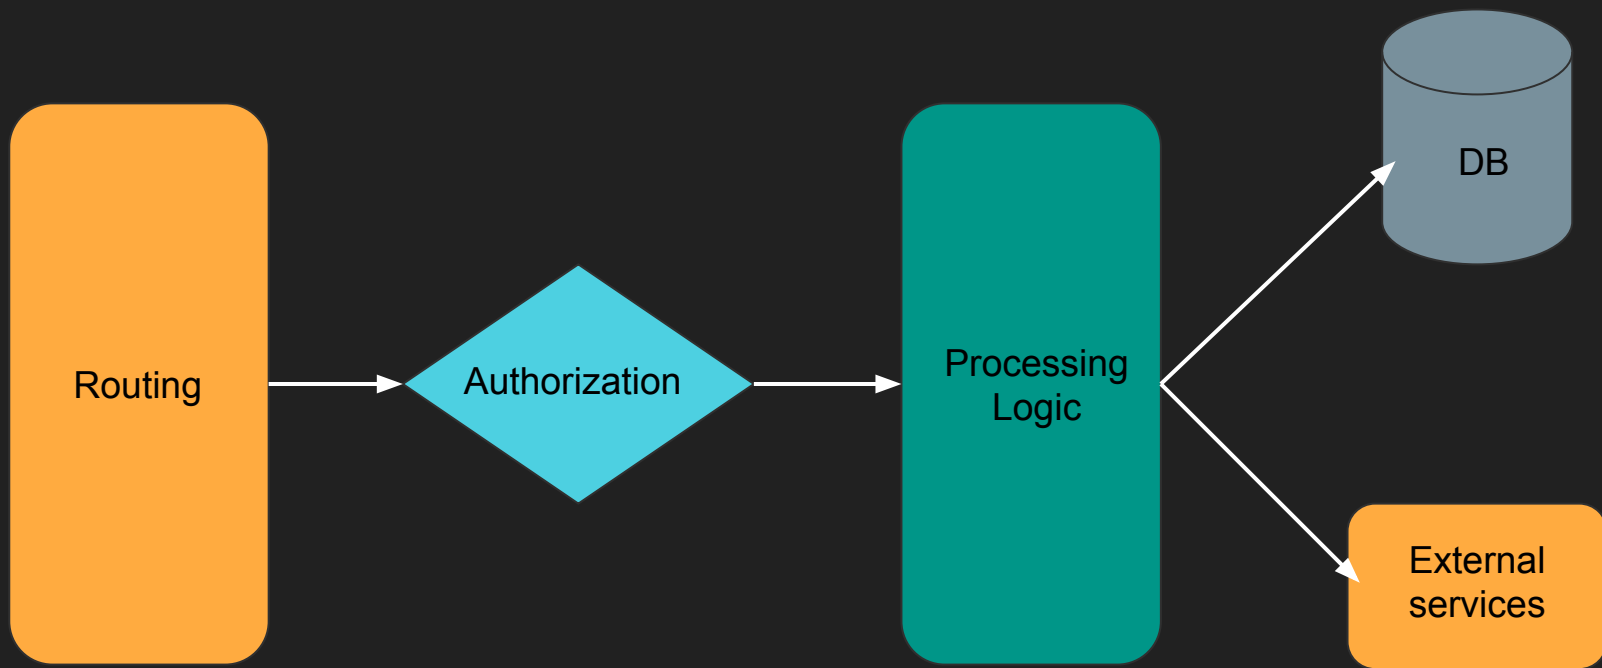 Routing
Authorization
Processing
Logic
DB
External
services